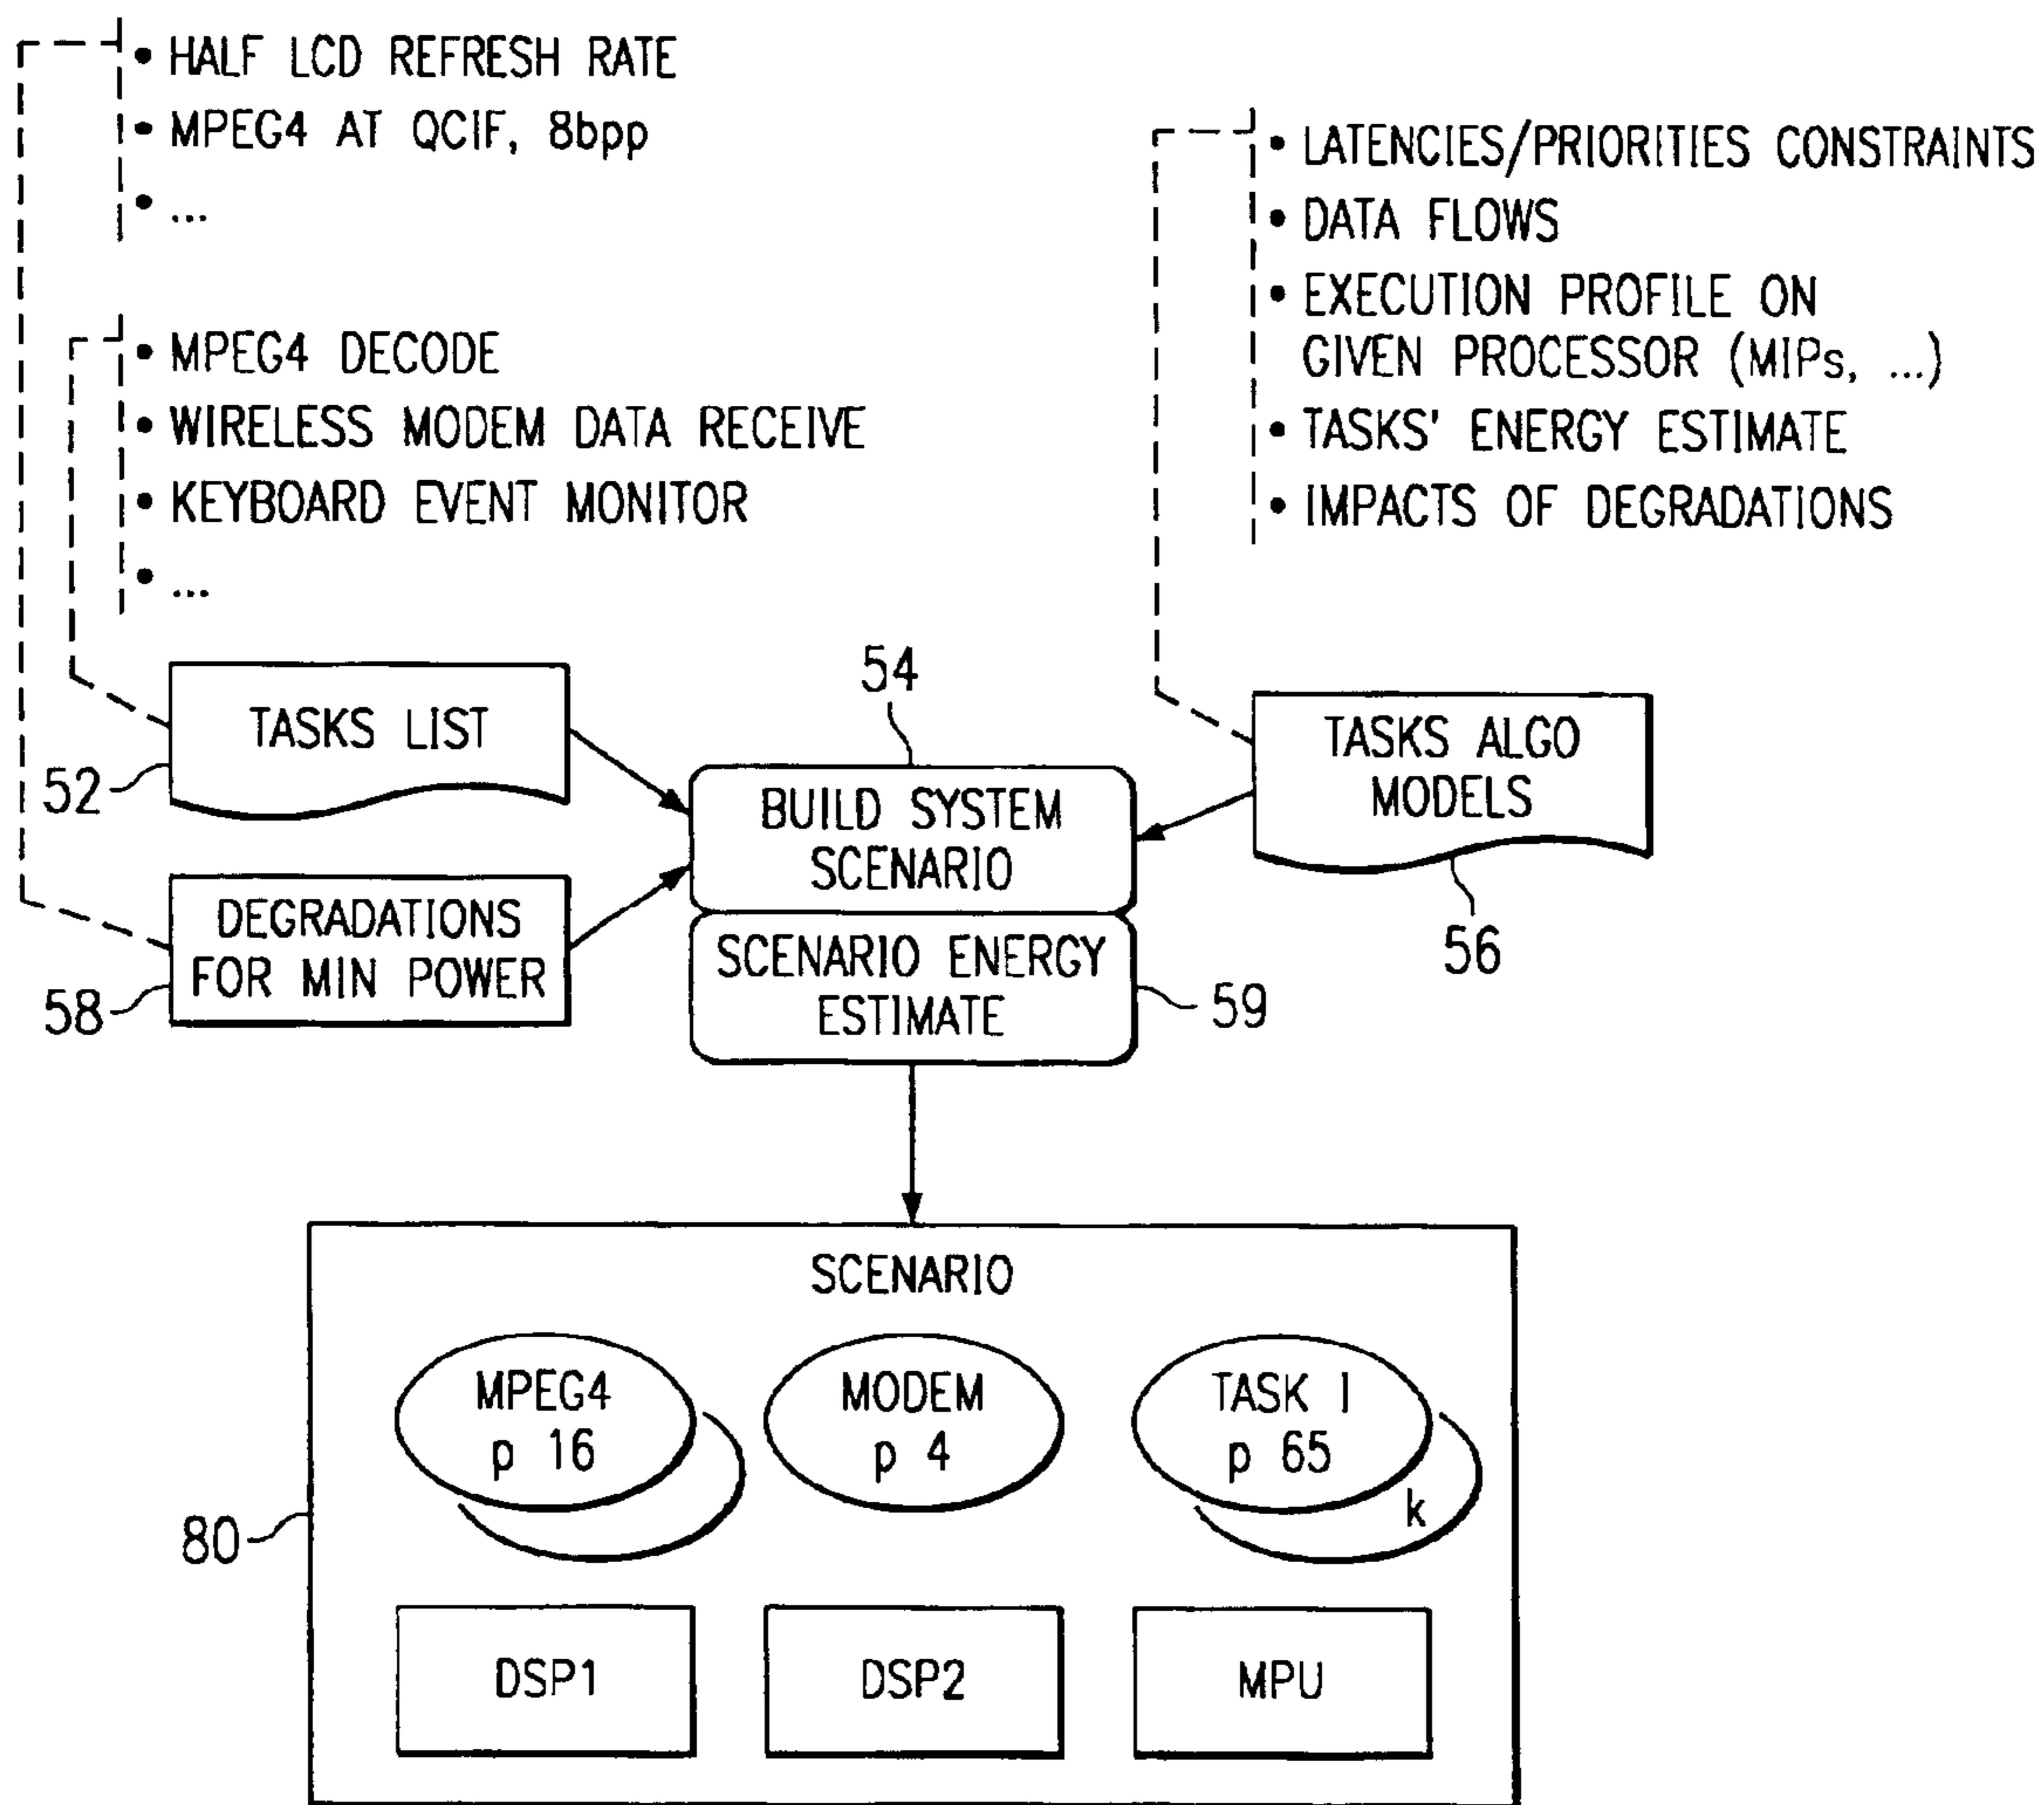 • HALF LCD REFRESH RATE
• MPEG4 AT QCIF, 8bpp
• ...
• MPEG4 DECODE
• WIRELESS MODEM DATA RECEIVE
• KEYBOARD EVENT MONITOR
• ...
• LATENCIES/PRIORITIES CONSTRAINTS
• DATA FLOWS
• EXECUTION PROFILE ON
GIVEN PROCESSOR (MIPs, ...)
• TASKS' ENERGY ESTIMATE
• IMPACTS OF DEGRADATIONS
TASKS LIST
52
54
BUILD SYSTEM
SCENARIO
TASKS ALGO
MODELS
56
DEGRADATIONS
FOR MIN POWER
58
SCENARIO ENERGY
ESTIMATE
59
SCENARIO
MPEG4
p 16
MODEM
p 4
TASK l
p 65
k
80
DSP1
DSP2
MPU